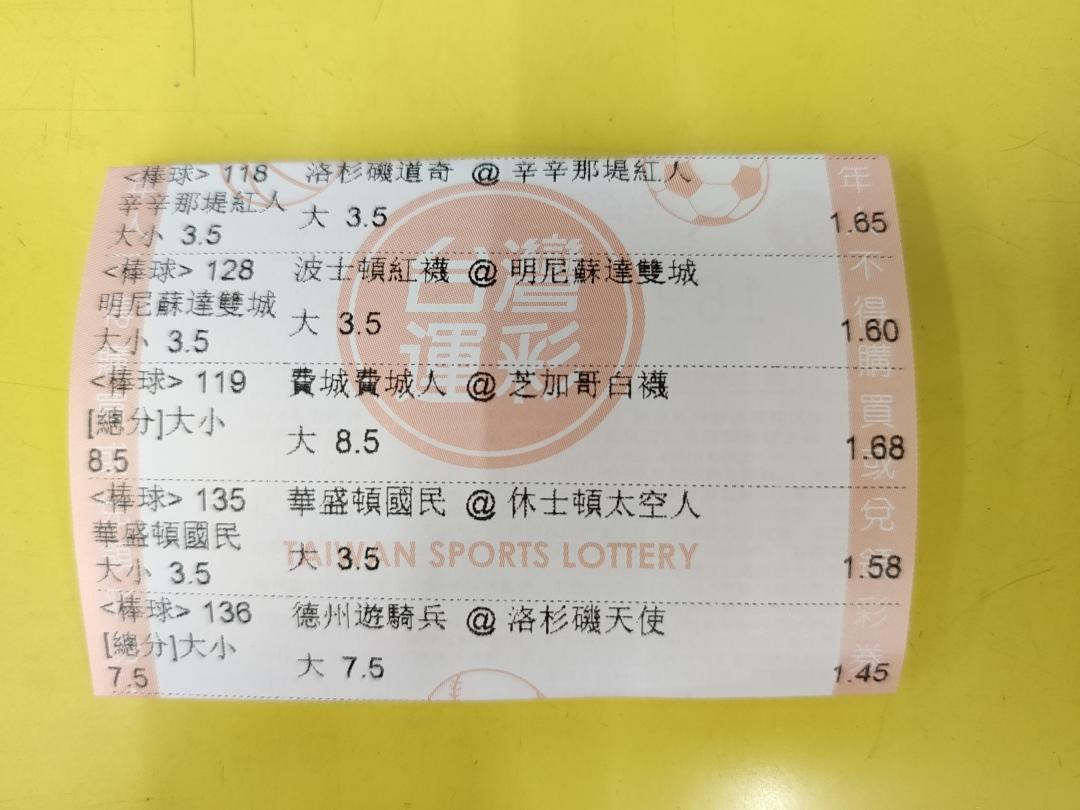 <棒球> 118 洛杉磯道奇 @ 辛辛那堤紅人
辛辛那堤紅人
大小 3.5 大 3.5 1.65
<棒球> 128 波士頓紅襪 @ 明尼蘇達雙城
明尼蘇達雙城
大小 3.5 大 3.5 1.60
<棒球> 119 費城費城人 @ 芝加哥白襪
[總分]大小
8.5 大 8.5 1.68
<棒球> 135 華盛頓國民 @ 休士頓太空人
華盛頓國民
大小 3.5 大 3.5 1.58
<棒球> 136 德州遊騎兵 @ 洛杉磯天使
[總分]大小
7.5 大 7.5 1.45
台灣
運彩
TAIWAN SPORTS LOTTERY
年人不得購買或兌
彩券